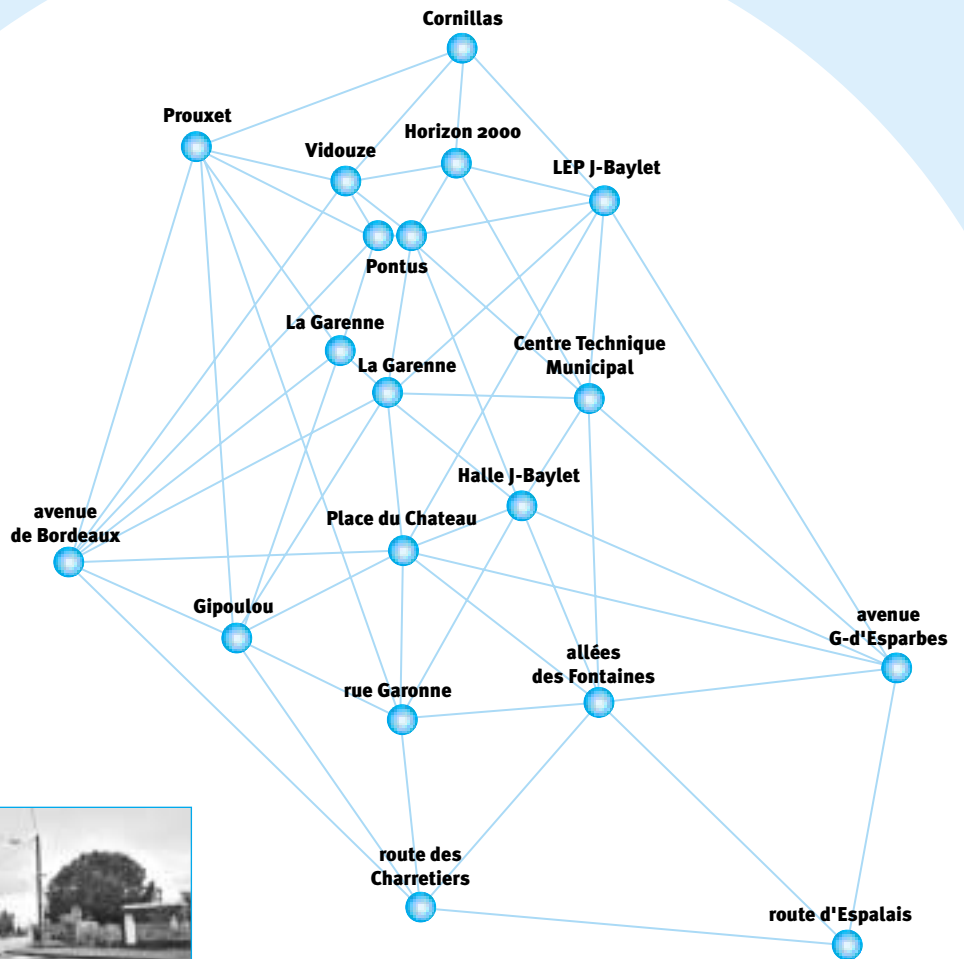 Cornillas
Prouxet
Horizon 2000
Vidouze
LEP J-Baylet
Pontus
La Garenne
La Garenne
Centre Technique
Municipal
Halle J-Baylet
avenue
de Bordeaux
Place du Chateau
Gipoulou
avenue
G-d'Esparbes
allées
des Fontaines
rue Garonne
route des
Charretiers
route d'Espalais